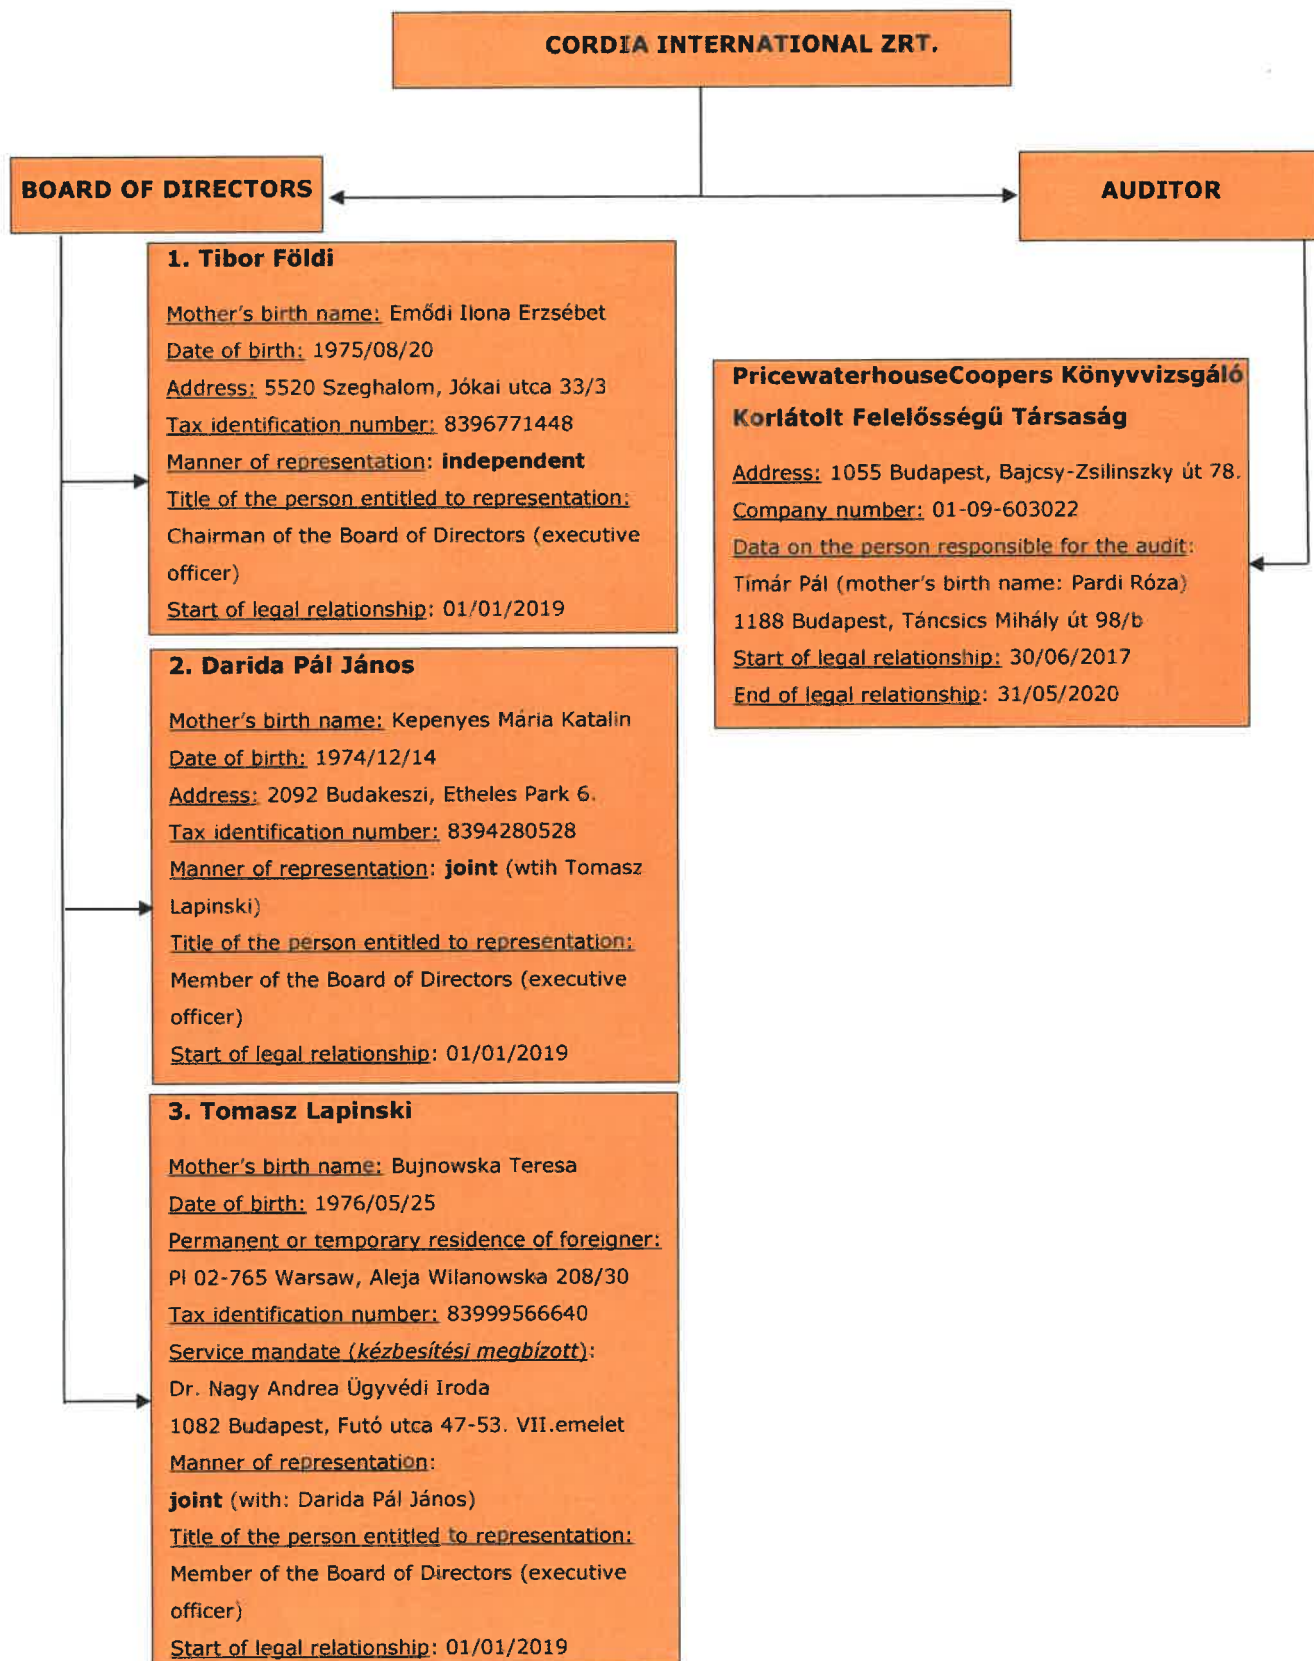 CORDIA INTERNATIONAL ZRT.
BOARD OF DIRECTORS
AUDITOR
1. Tibor Földi
Mother's birth name: Emődi Ilona Erzsébet
Date of birth: 1975/08/20
Address: 5520 Szeghalom, Jókai utca 33/3
Tax identification number: 8396771448
Manner of representation: independent
Title of the person entitled to representation:
Chairman of the Board of Directors (executive
officer)
Start of legal relationship: 01/01/2019
2. Darida Pál János
Mother's birth name: Kepenyes Mária Katalin
Date of birth: 1974/12/14
Address: 2092 Budakeszi, Etheles Park 6.
Tax identification number: 8394280528
Manner of representation: joint (wtih Tomasz
Lapinski)
Title of the person entitled to representation:
Member of the Board of Directors (executive
officer)
Start of legal relationship: 01/01/2019
3. Tomasz Lapinski
Mother's birth name: Bujnowska Teresa
Date of birth: 1976/05/25
Permanent or temporary residence of foreigner:
Pl 02-765 Warsaw, Aleja Wilanowska 208/30
Tax identification number: 83999566640
Service mandate (kézbesítési megbízott):
Dr. Nagy Andrea Ügyvédi Iroda
1082 Budapest, Futó utca 47-53. VII.emelet
Manner of representation:
joint (with: Darida Pál János)
Title of the person entitled to representation:
Member of the Board of Directors (executive
officer)
Start of legal relationship: 01/01/2019
PricewaterhouseCoopers Könyvvizsgáló
Korlátolt Felelősségű Társaság
Address: 1055 Budapest, Bajcsy-Zsilinszky út 78.
Company number: 01-09-603022
Data on the person responsible for the audit:
Tímár Pál (mother's birth name: Pardi Róza)
1188 Budapest, Táncsics Mihály út 98/b
Start of legal relationship: 30/06/2017
End of legal relationship: 31/05/2020